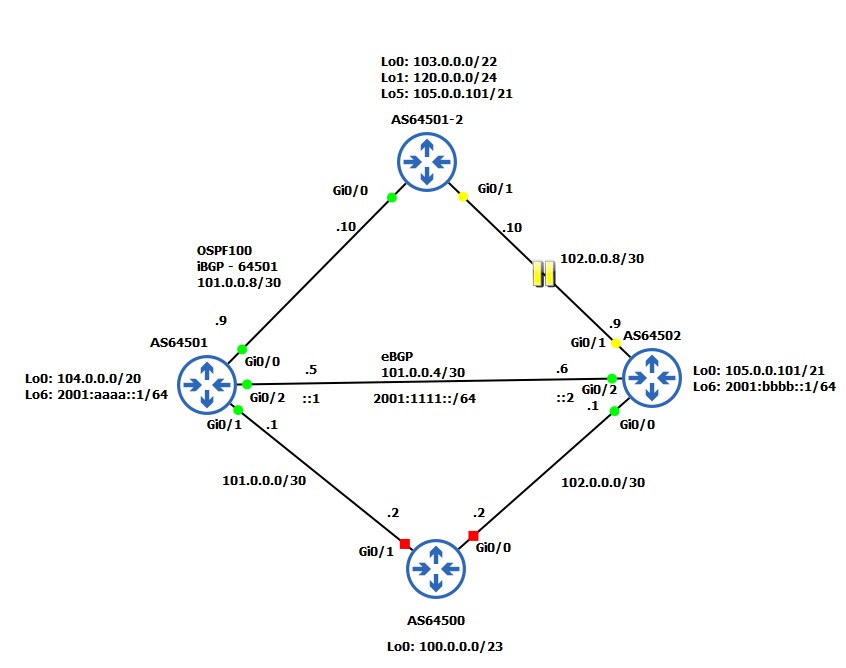 Lo0: 103.0.0.0/22
Lo1: 120.0.0.0/24
Lo5: 105.0.0.101/21
AS64501-2
Gi0/0
Gi0/1
.10
.10
OSPF100
iBGP - 64501
101.0.0.8/30
102.0.0.8/30
.9
.9
AS64501
AS64502
Gi0/1
Gi0/0
eBGP
.5
101.0.0.4/30
.6
Lo0: 104.0.0.0/20
Lo6: 2001:aaaa::1/64
Lo0: 105.0.0.101/21
Lo6: 2001:bbbb::1/64
Gi0/2
::1
2001:1111::/64
::2
Gi0/2
.1
Gi0/1
.1
Gi0/0
101.0.0.0/30
102.0.0.0/30
.2
.2
Gi0/1
Gi0/0
AS64500
Lo0: 100.0.0.0/23